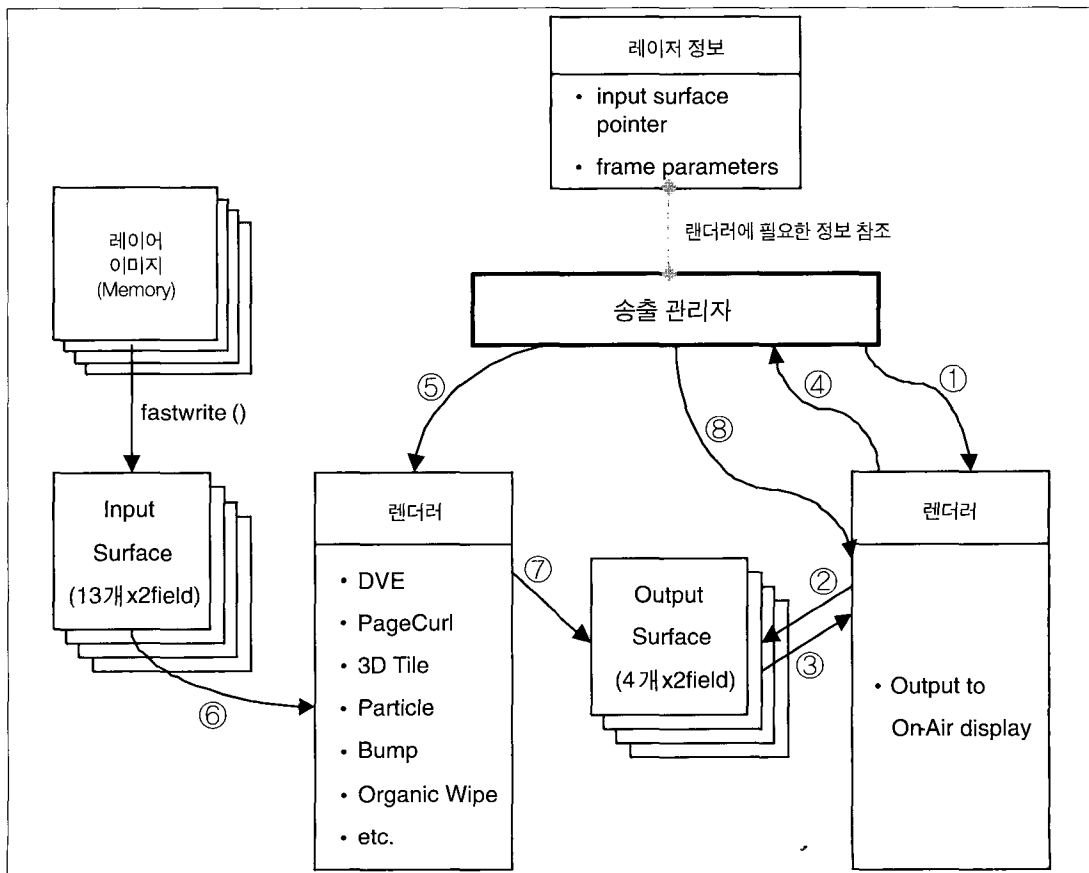 레이저 정보
• input surface
pointer
• frame parameters
레이어
이미지
(Memory)
랜더러에 필요한 정보 참조
송출 관리자
fastwrite ()
⑤
⑧
④
①
Input
Surface
(13개x2field)
렌더러
• DVE
• PageCurl
• 3D Tile
• Particle
• Bump
• Organic Wipe
• etc.
⑥
⑦
Output
Surface
(4개x2field)
②
③
렌더러
• Output to
On-Air display